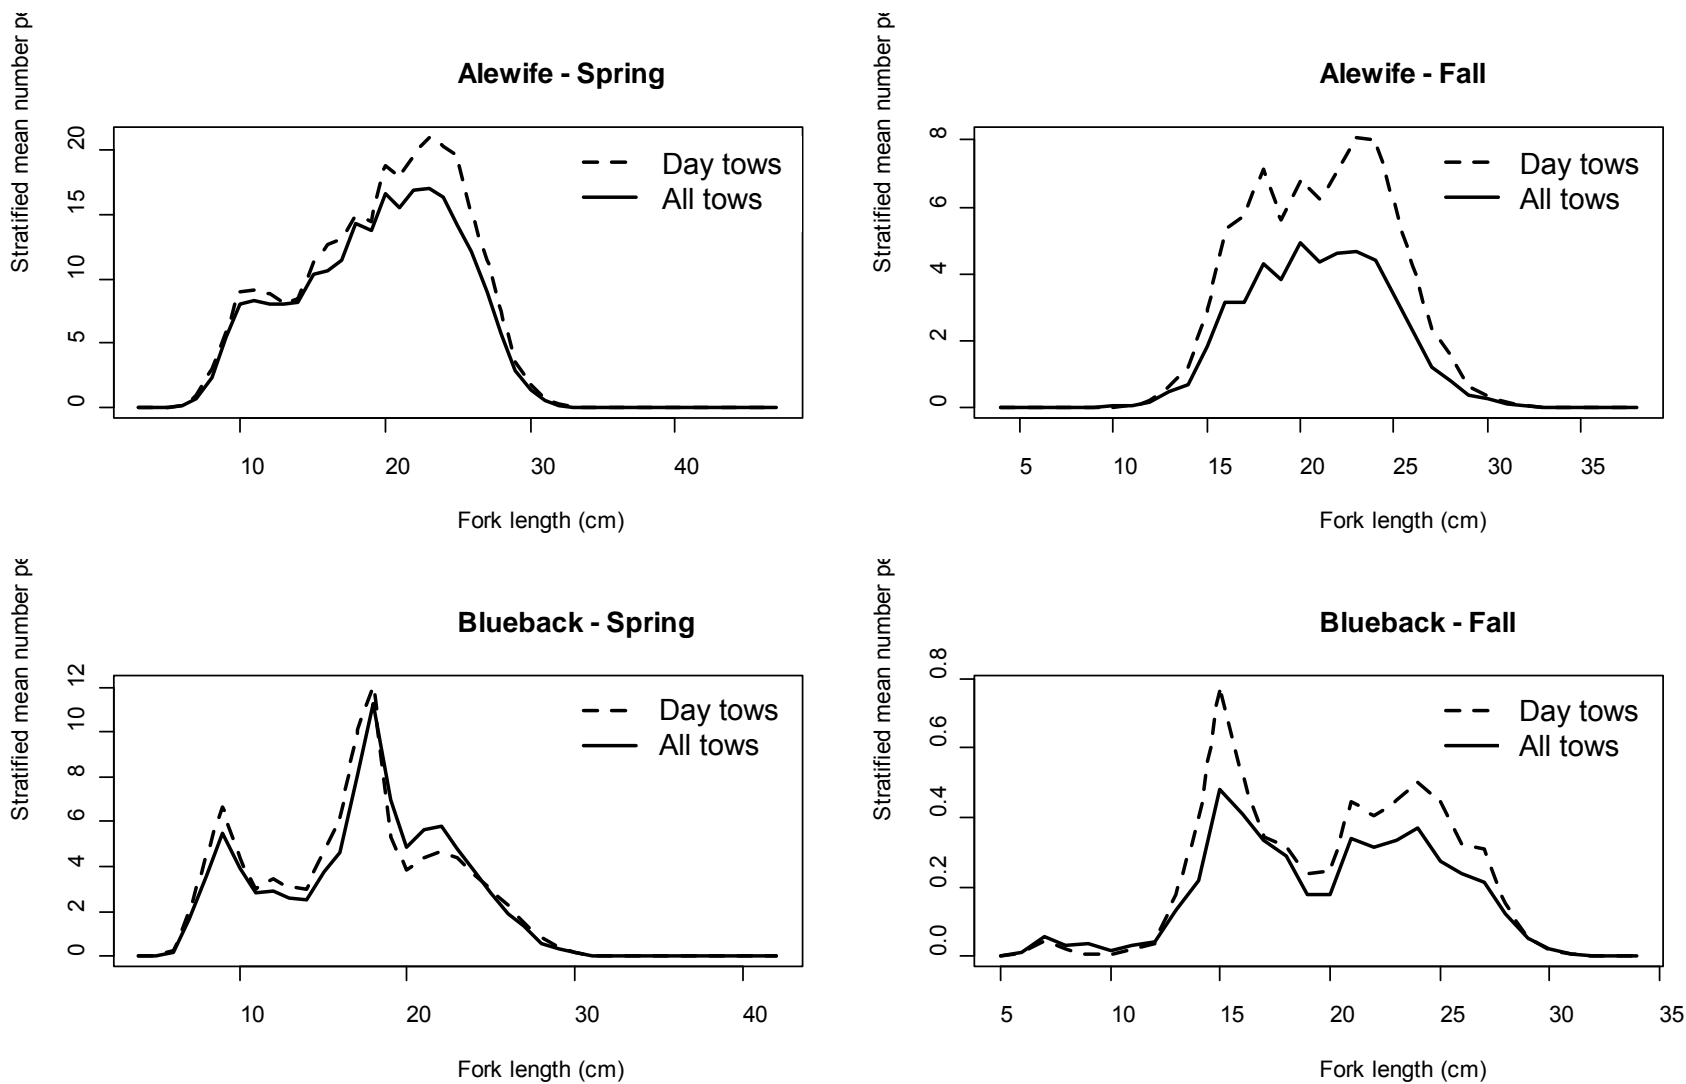 Alewife - Spring
Stratified mean number
20
15
10
5
0
Day tows
All tows
10 20 30 40
Fork length (cm)
Alewife - Fall
Stratified mean number
8
6
4
2
0
Day tows
All tows
5 10 15 20 25 30 35
Fork length (cm)
Blueback - Spring
Stratified mean number
12
10
8
6
4
2
0
Day tows
All tows
10 20 30 40
Fork length (cm)
Blueback - Fall
Stratified mean number
0.8
0.6
0.4
0.2
0.0
Day tows
All tows
5 10 15 20 25 30 35
Fork length (cm)